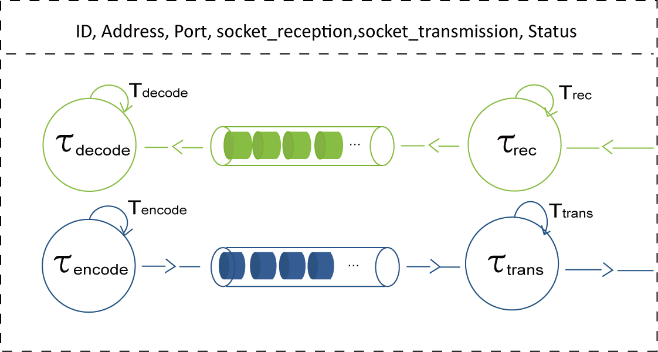 ID, Address, Port, socket_reception,socket_transmission, Status
Tdecode
Trec
τdecode
...
τrec
Tencode
Ttrans
τencode
...
τtrans